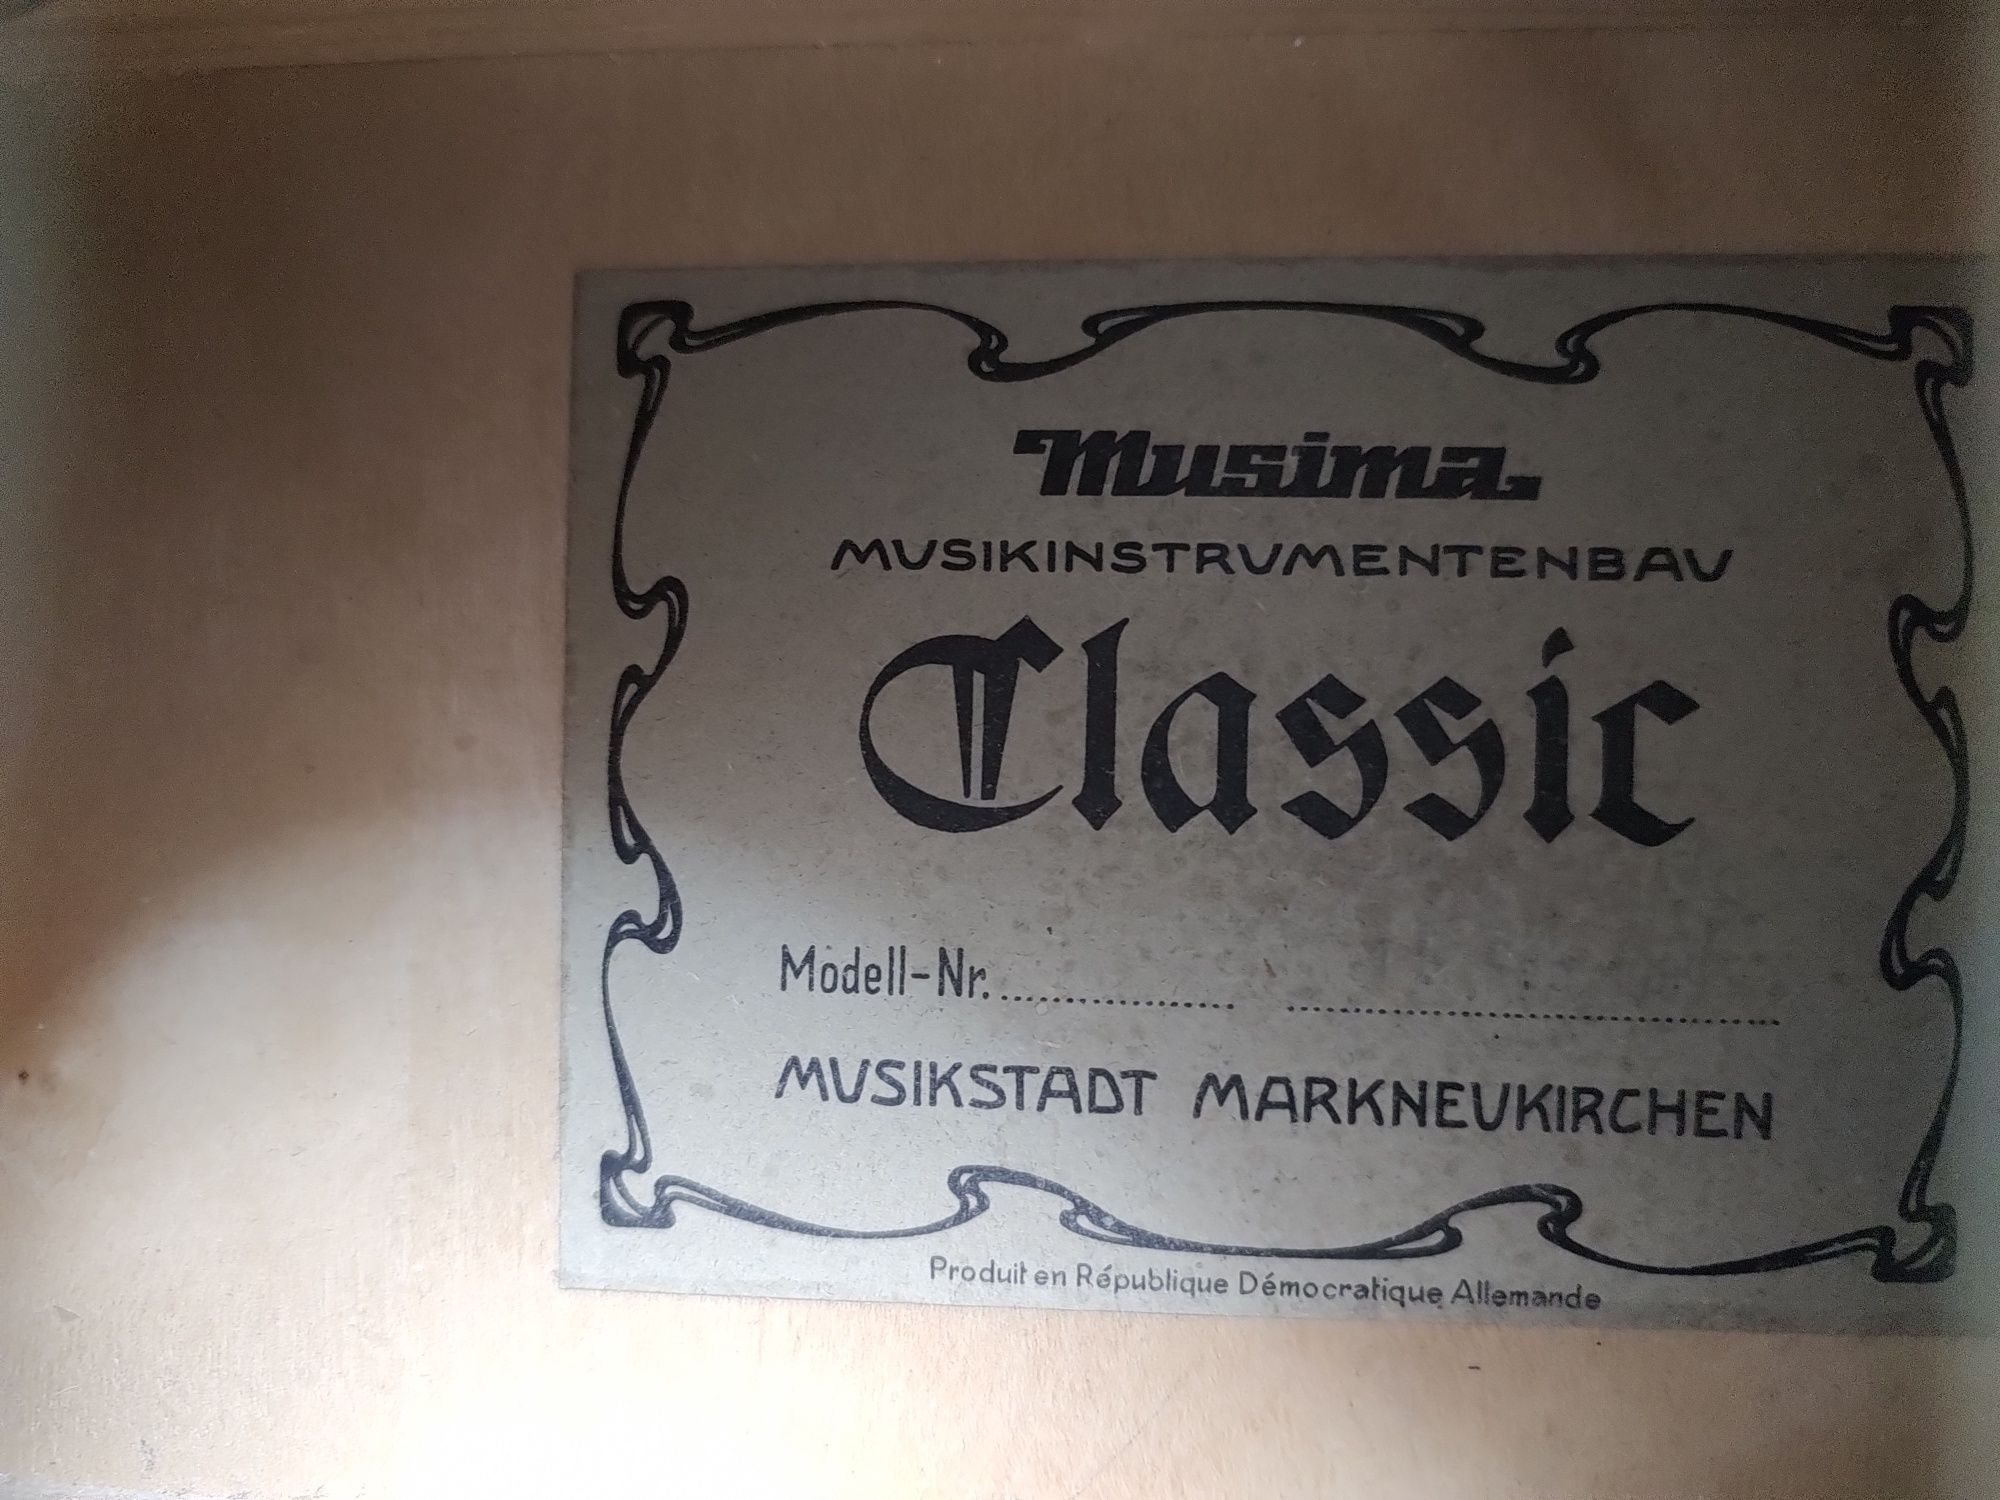 Musima
MUSIKINSTRUMENTENBAU
Classic
Modell-Nr.
MUSIKSTADT MARKNEUKIRCHEN
Produit en République Démocratique Allemande